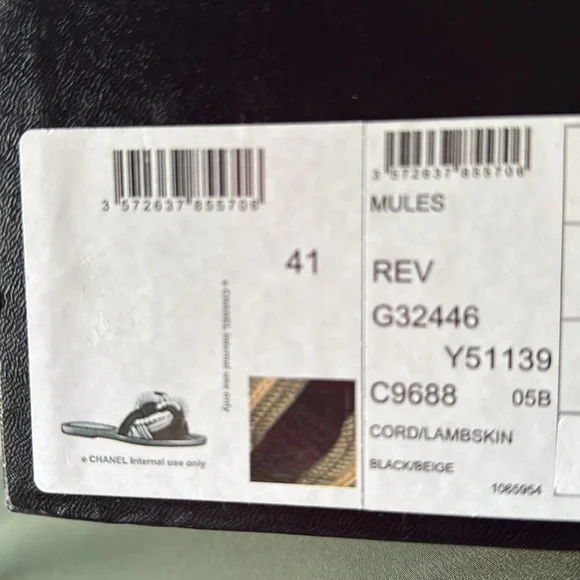 3 572637 855706
41
© CHANEL Internal use only
© CHANEL Internal use only
3 572637 855706
MULES
REV
G32446
Y51139
C9688 05B
CORD/LAMBSKIN
BLACK/BEIGE
1065954